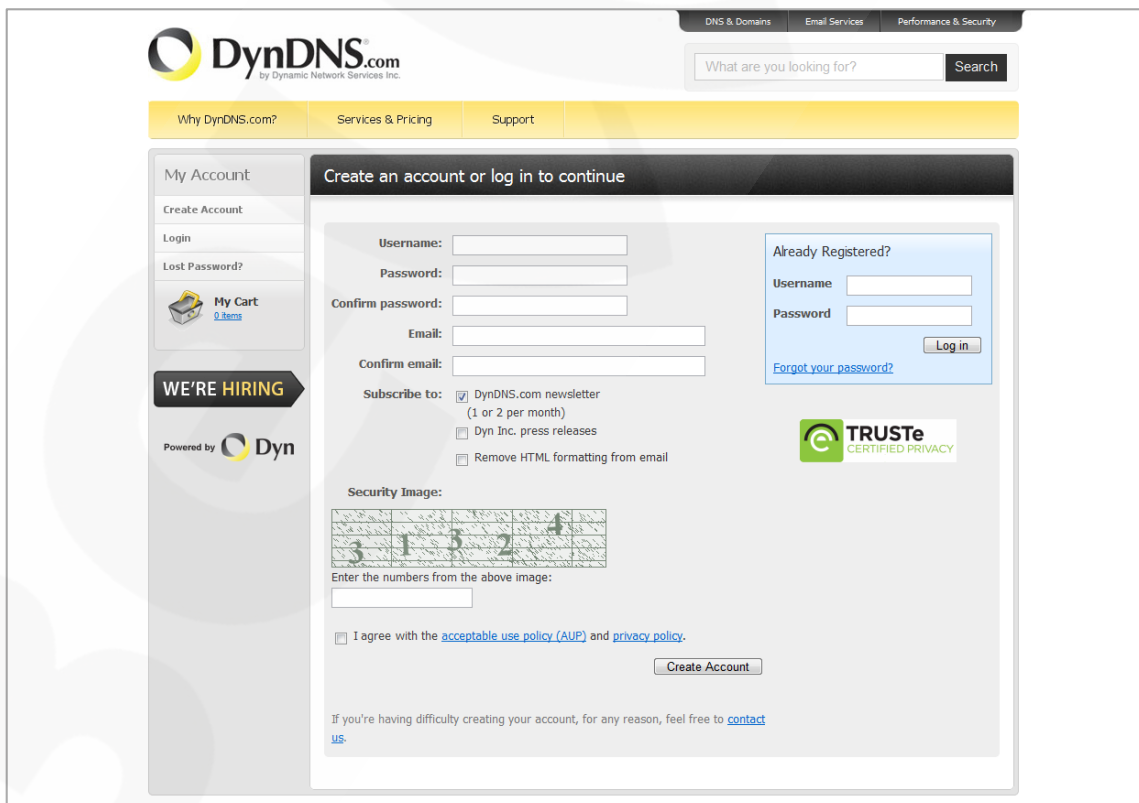 DNS & Domains Email Services Performance & Security
DynDNS.com
by Dynamic Network Services Inc.
What are you looking for? Search
Why DynDNS.com? Services & Pricing Support
My Account
Create Account
Login
Lost Password?
My Cart
0 items
WE'RE HIRING
Powered by Dyn
Create an account or log in to continue
Username:
Password:
Confirm password:
Email:
Confirm email:
Subscribe to: DynDNS.com newsletter
(1 or 2 per month)
Dyn Inc. press releases
Remove HTML formatting from email
Security Image:
3 1 3 2 4
Enter the numbers from the above image:
I agree with the acceptable use policy (AUP) and privacy policy.
Create Account
If you're having difficulty creating your account, for any reason, feel free to contact
us.
Already Registered?
Username
Password
Log in
Forgot your password?
TRUSTe
CERTIFIED PRIVACY